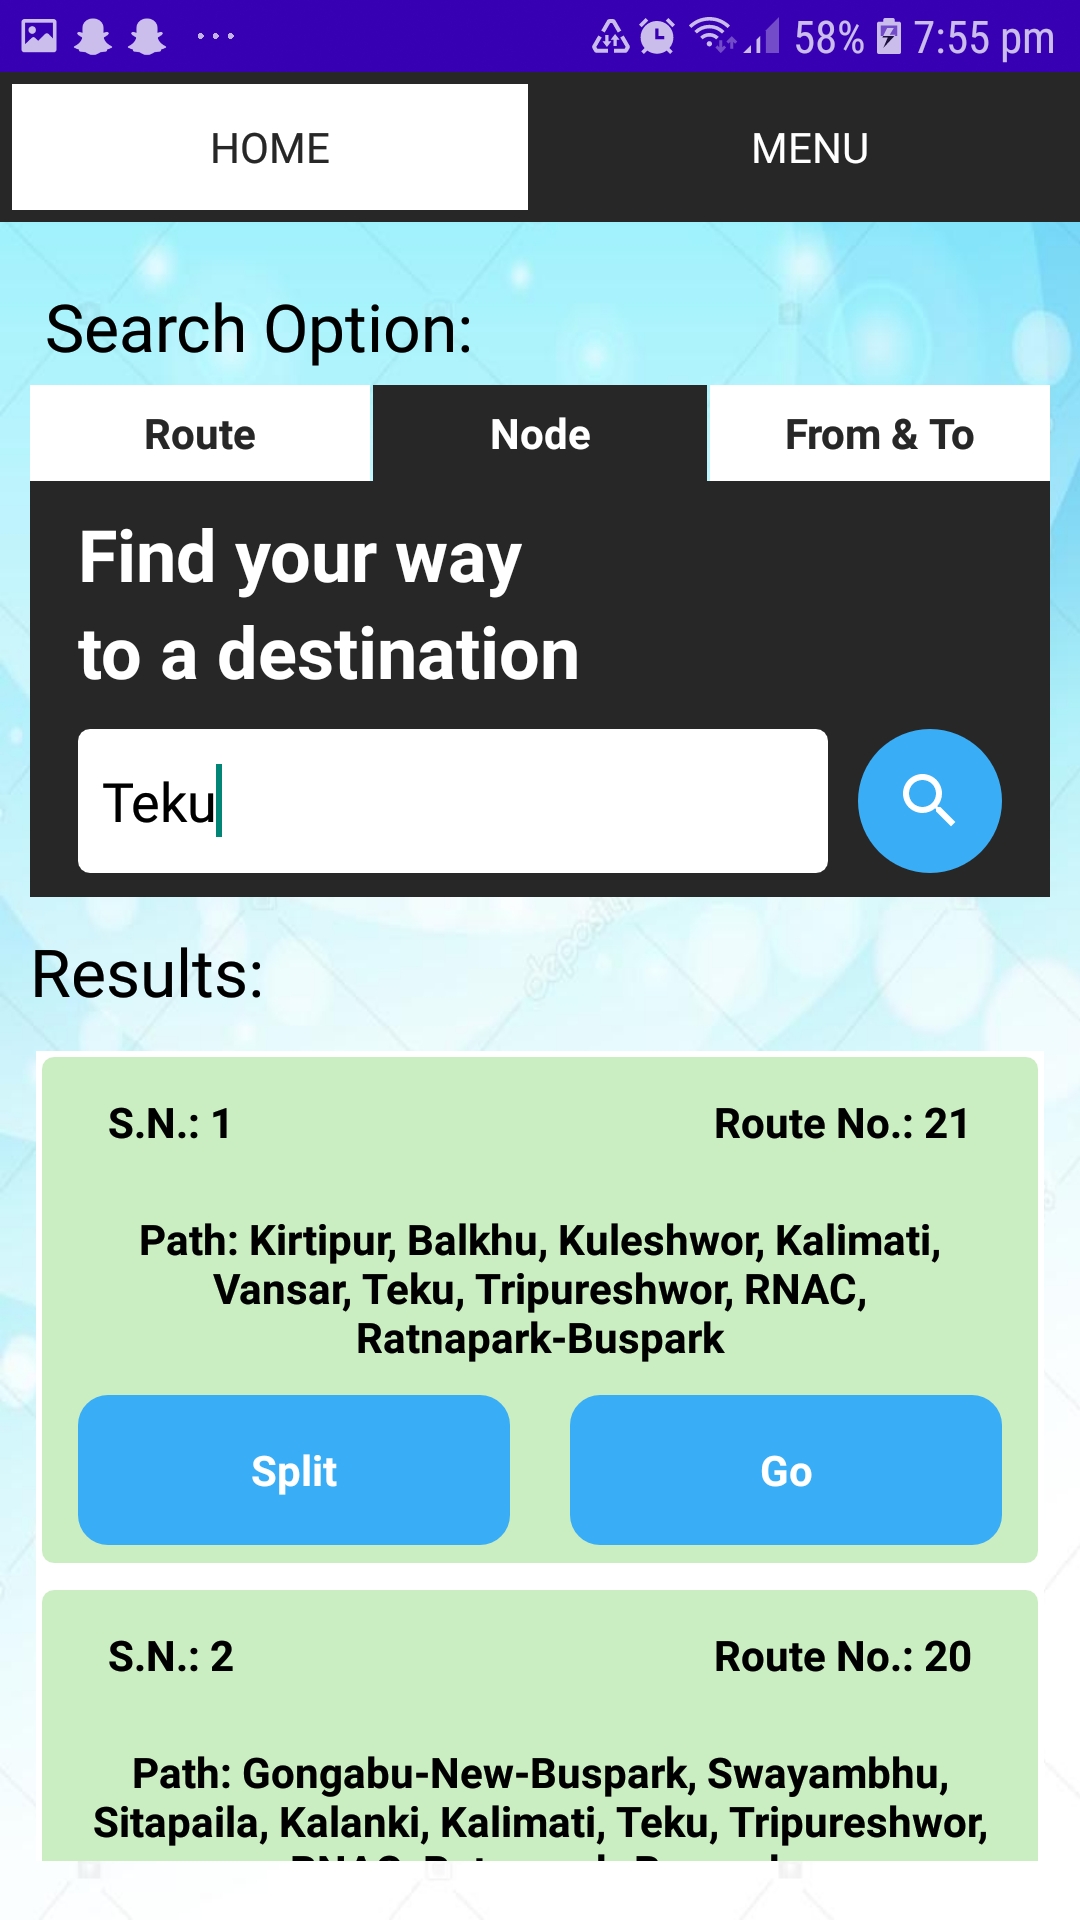 58% 7:55 pm
HOME MENU
Search Option:
Route Node From & To
Find your way
to a destination
Teku
Results:
S.N.: 1 Route No.: 21
Path: Kirtipur, Balkhu, Kuleshwor, Kalimati,
Vansar, Teku, Tripureshwor, RNAC,
Ratnapark-Buspark
Split Go
S.N.: 2 Route No.: 20
Path: Gongabu-New-Buspark, Swayambhu,
Sitapaila, Kalanki, Kalimati, Teku, Tripureshwor,